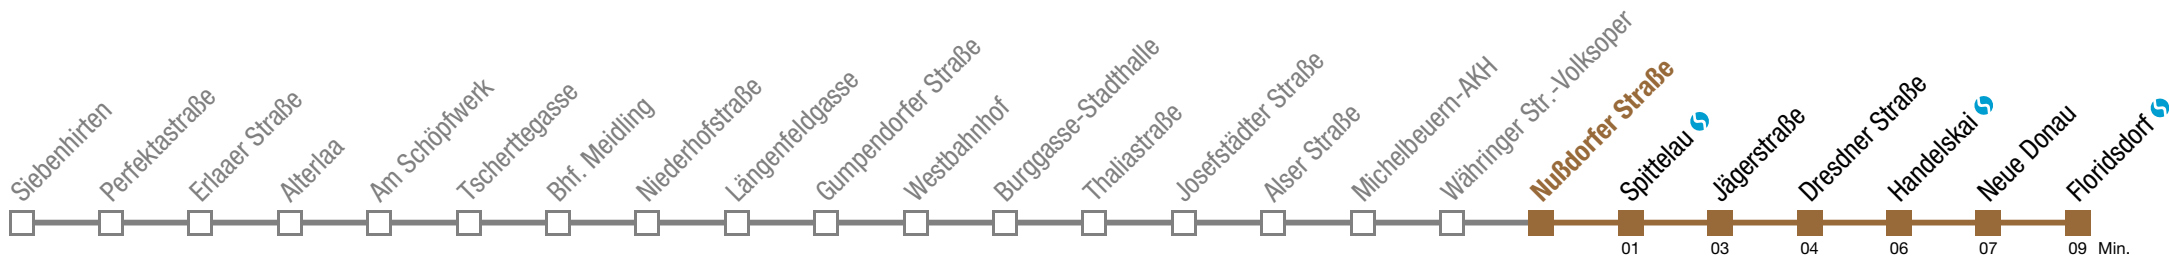 Siebenhirten
Perfektastraße
Erlaaer Straße
Alterlaa
Am Schöpfwerk
Tscherttegasse
Bhf. Meidling
Niederhofstraße
Längenfeldgasse
Gumpendorfer Straße
Westbahnhof
Burggasse-Stadthalle
Thaliastraße
Josefstädter Straße
Alser Straße
Michelbeuern-AKH
Währinger Str.-Volksoper
Nußdorfer Straße
Spittelau
Jägerstraße
Dresdner Straße
Handelskai
Neue Donau
Floridsdorf
01 03 04 06 07 09 Min.